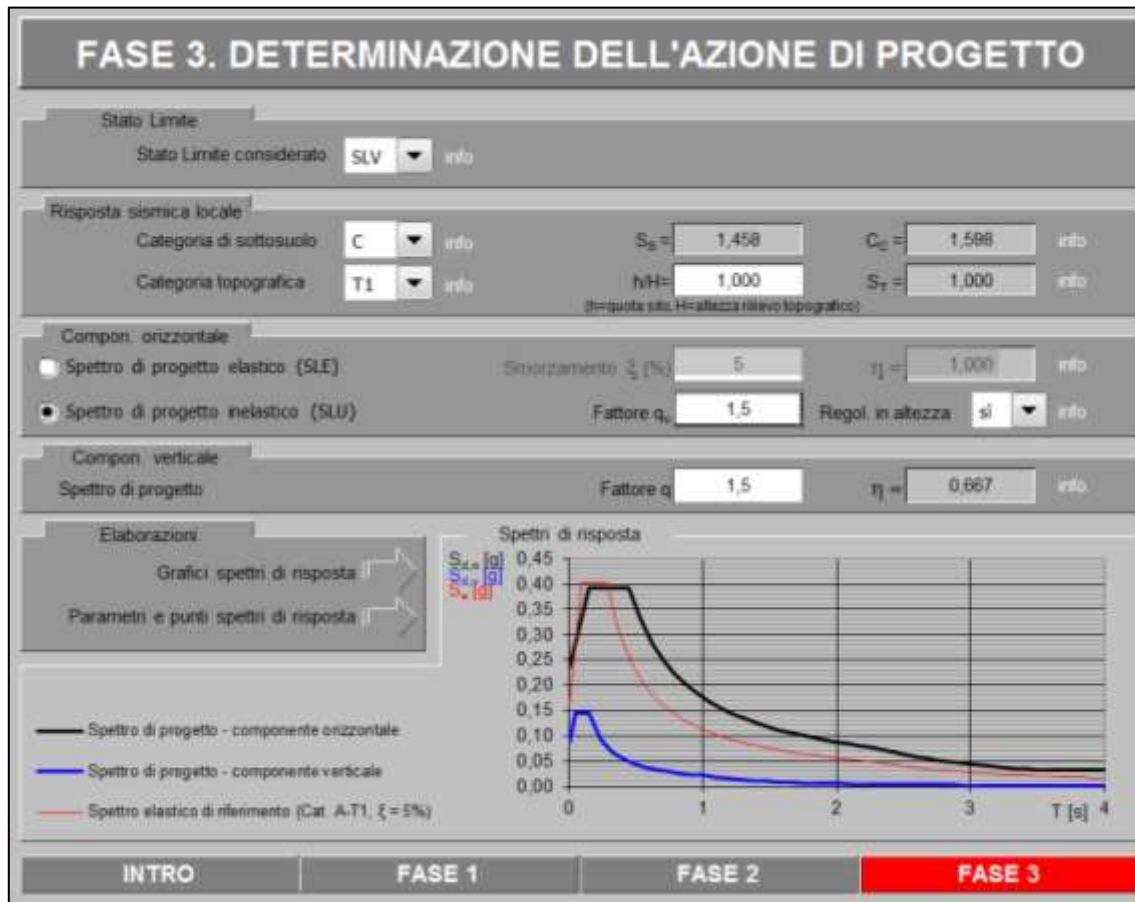 FASE 3. DETERMINAZIONE DELL'AZIONE DI PROGETTO
Stato Limite
Stato Limite considerato SLV info
Risposta sismica locale
Categoria di sottosuolo C info S_S = 1,458 C_C = 1,598 info
Categoria topografica T1 info h/H= 1,000 S_T = 1,000 info
(h=quota sito, H=altezza rilievo topografico)
Compon. orizzontale
Spettro di progetto elastico (SLE) Smorzamento ξ (%) 5 η = 1,000 info
Spettro di progetto inelastico (SLU) Fattore q_o 1,5 Regol. in altezza sì info
Compon. verticale
Spettro di progetto Fattore q 1,5 η = 0,667 info
Elaborazioni
Grafici spettri di risposta
Parametri e punti spettri di risposta
Spettri di risposta
S_d,o [g]
S_d,v [g]
S_e [g]
0,45
0,40
0,35
0,30
0,25
0,20
0,15
0,10
0,05
0,00
0 1 2 3 T [s] 4
Spettro di progetto - componente orizzontale
Spettro di progetto - componente verticale
Spettro elastico di riferimento (Cat. A-T1, ξ = 5%)
INTRO FASE 1 FASE 2 FASE 3